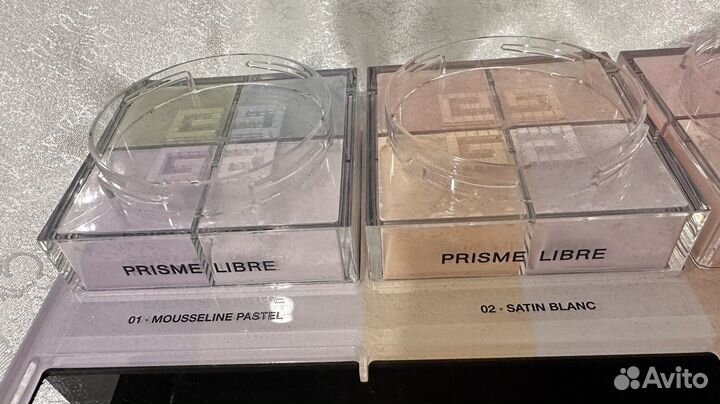 PRISME LIBRE
PRISME LIBRE
01 · MOUSSELINE PASTEL
02 · SATIN BLANC
Avito